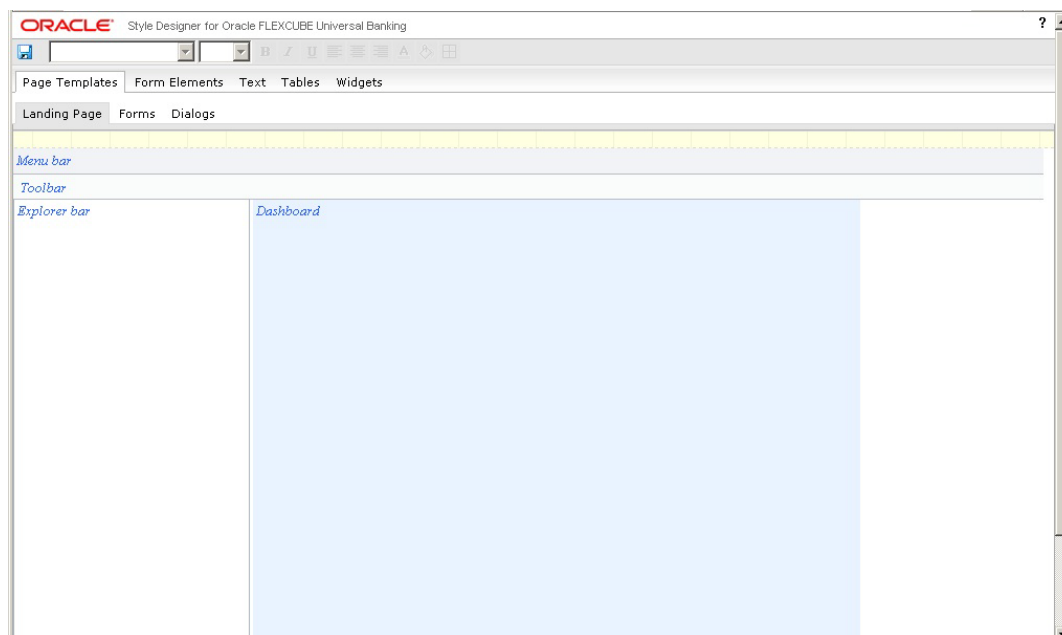 ORACLE Style Designer for Oracle FLEXCUBE Universal Banking ?
B I U A
Page Templates Form Elements Text Tables Widgets
Landing Page Forms Dialogs
Menu bar
Toolbar
Explorer bar Dashboard